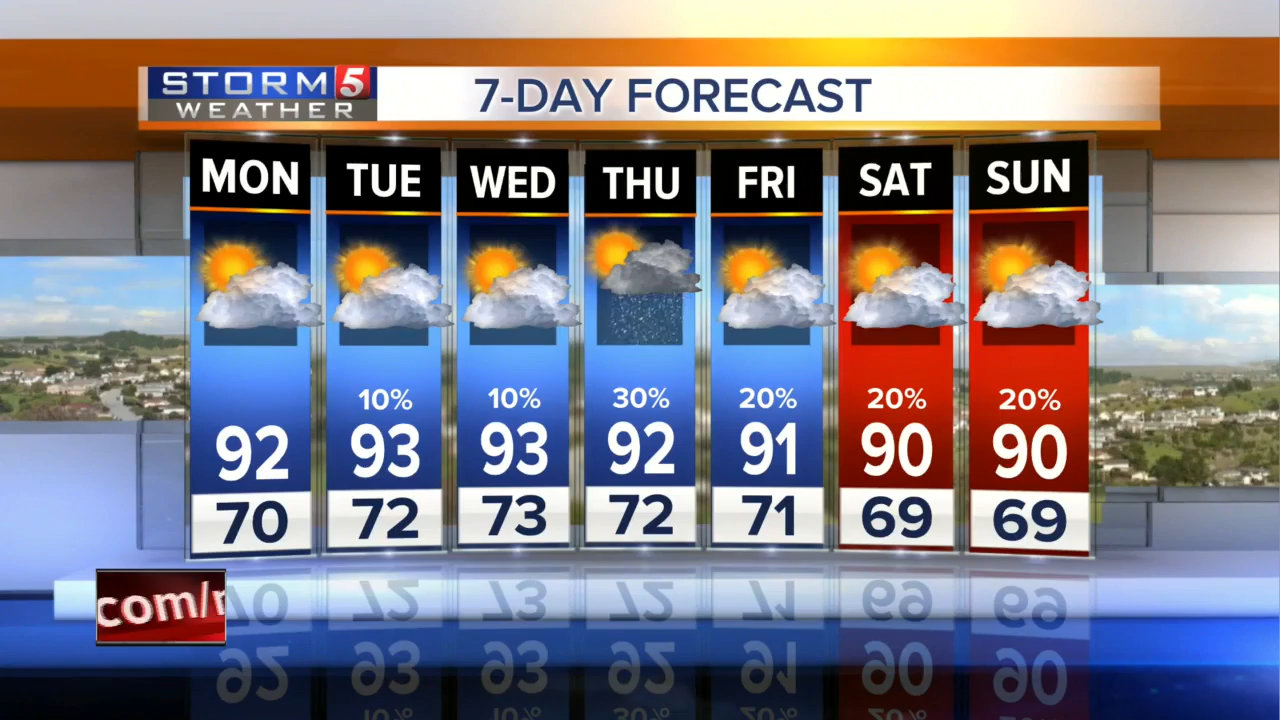 STORM 5
WEATHER
7-DAY FORECAST
MON TUE WED THU FRI SAT SUN
10% 10% 30% 20% 20% 20%
92 93 93 92 91 90 90
70 72 73 72 71 69 69
com/